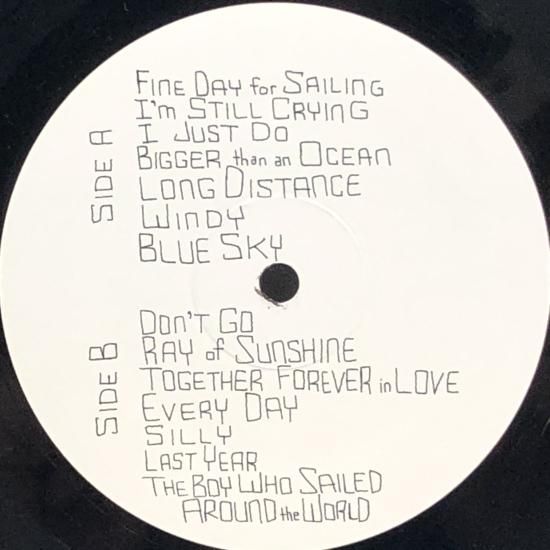 SIDE A
FINE DAY for SAILING
I'm STILL CRYING
I JUST DO
BIGGER than an OCEAN
LONG DISTANCE
WINDY
BLUE SKY
SIDE B
DON'T GO
RAY of SUNSHINE
TOGETHER FOREVER in LOVE
EVERY DAY
SILLY
LAST YEAR
THE BOY WHO SAILED
AROUND the WORLD